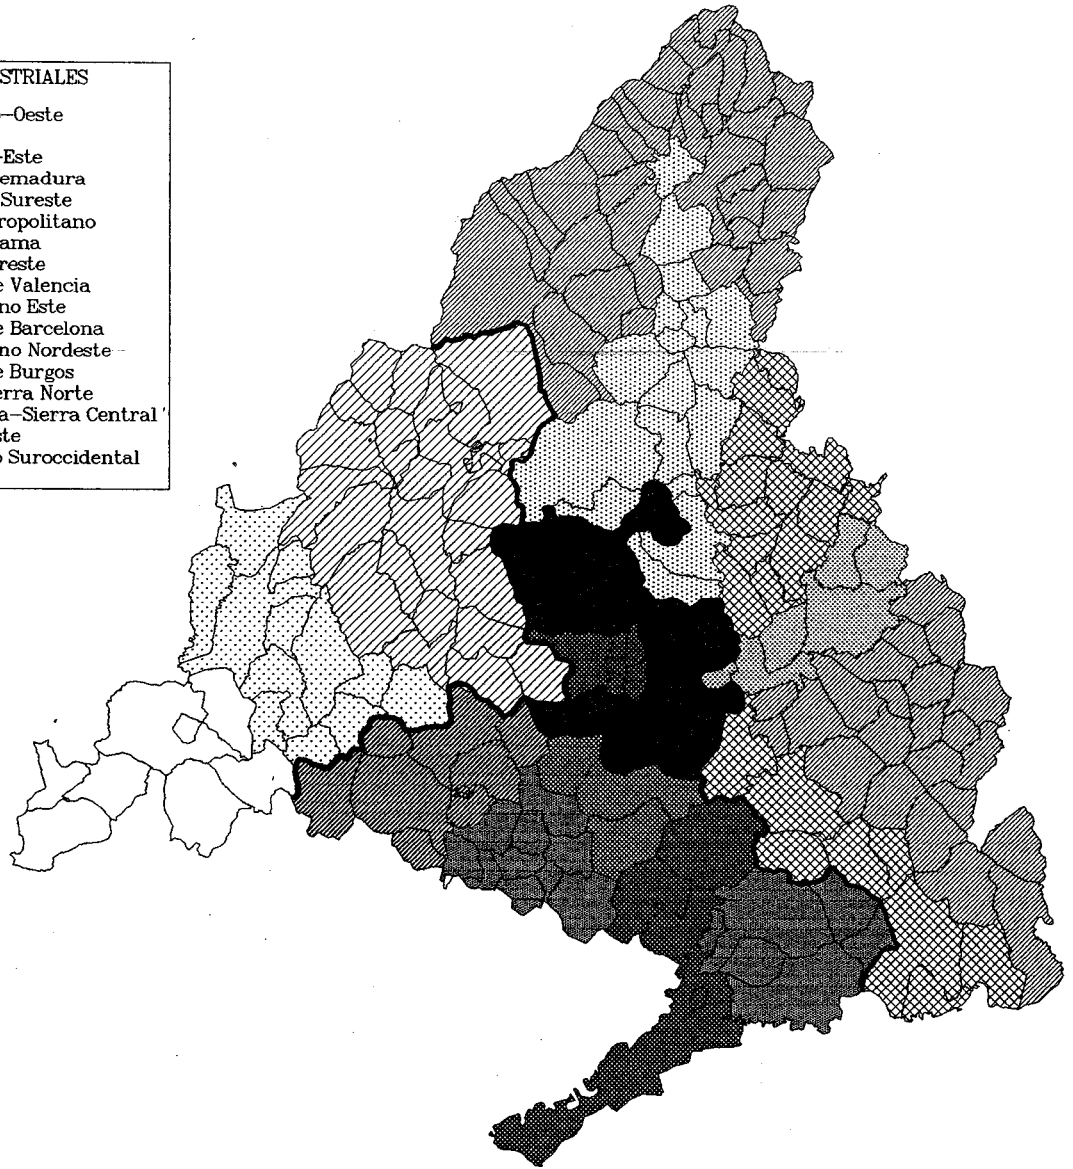 STRIALES
–Oeste
-Este
emadura
Sureste
ropolitano
ama
reste
e Valencia
no Este
e Barcelona
no Nordeste
e Burgos
erra Norte
a–Sierra Central
ste
o Suroccidental